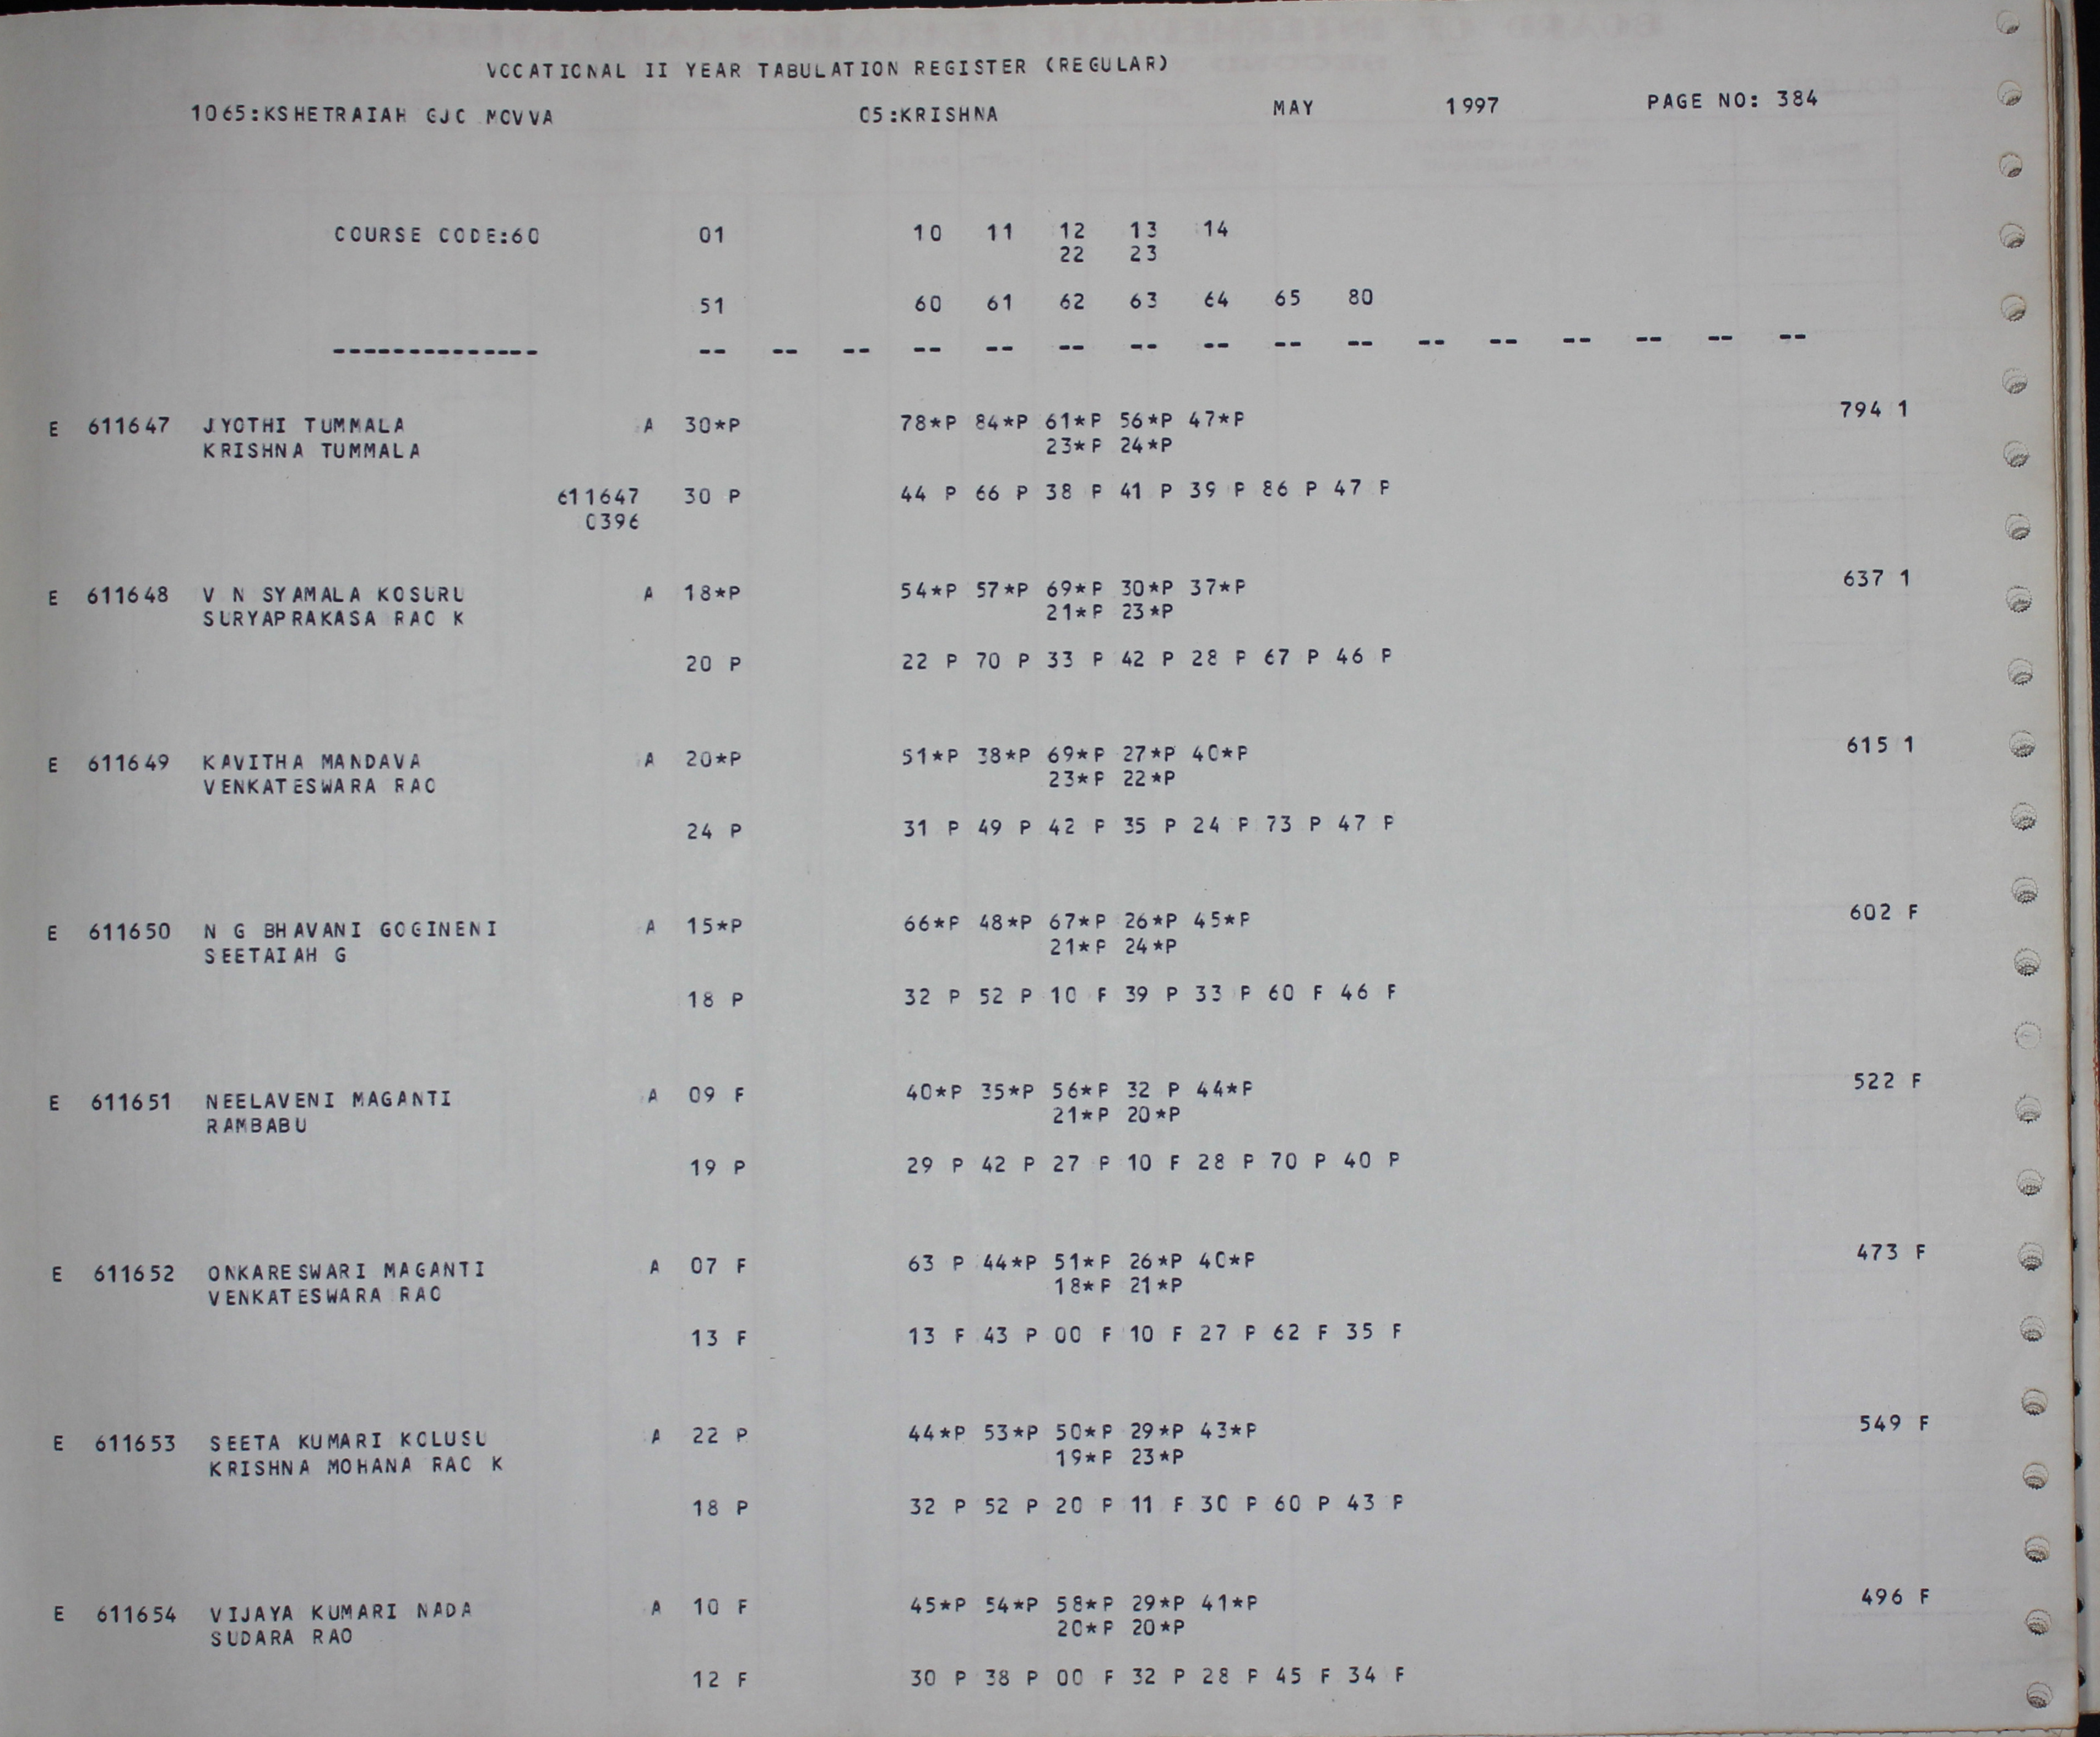 VOCATIONAL II YEAR TABULATION REGISTER (REGULAR)
1065:KSHETRAIAH GJC MOVVA 05:KRISHNA MAY 1997 PAGE NO: 384
COURSE CODE:60 01 10 11 12 13 14
22 23
51 60 61 62 63 64 65 80
-------------- -- -- -- -- -- -- -- -- -- -- -- -- -- -- -- --
E 611647 JYOTHI TUMMALA A 30*P 78*P 84*P 61*P 56*P 47*P 794 1
KRISHNA TUMMALA 23*P 24*P
611647 30 P 44 P 66 P 38 P 41 P 39 P 86 P 47 P
0396
E 611648 V N SYAMALA KOSURU A 18*P 54*P 57*P 69*P 30*P 37*P 637 1
SURYAPRAKASA RAO K 21*P 23*P
20 P 22 P 70 P 33 P 42 P 28 P 67 P 46 P
E 611649 KAVITHA MANDAVA A 20*P 51*P 38*P 69*P 27*P 40*P 615 1
VENKATESWARA RAO 23*P 22*P
24 P 31 P 49 P 42 P 35 P 24 P 73 P 47 P
E 611650 N G BHAVANI GOGINENI A 15*P 66*P 48*P 67*P 26*P 45*P 602 F
SEETAIAH G 21*P 24*P
18 P 32 P 52 P 10 F 39 P 33 P 60 F 46 F
E 611651 NEELAVENI MAGANTI A 09 F 40*P 35*P 56*P 32 P 44*P 522 F
RAMBABU 21*P 20*P
19 P 29 P 42 P 27 P 10 F 28 P 70 P 40 P
E 611652 ONKARESWARI MAGANTI A 07 F 63 P 44*P 51*P 26*P 40*P 473 F
VENKATESWARA RAO 18*P 21*P
13 F 13 F 43 P 00 F 10 F 27 P 62 F 35 F
E 611653 SEETA KUMARI KOLUSU A 22 P 44*P 53*P 50*P 29*P 43*P 549 F
KRISHNA MOHANA RAO K 19*P 23*P
18 P 32 P 52 P 20 P 11 F 30 P 60 P 43 P
E 611654 VIJAYA KUMARI NADA A 10 F 45*P 54*P 58*P 29*P 41*P 496 F
SUDARA RAO 20*P 20*P
12 F 30 P 38 P 00 F 32 P 28 P 45 F 34 F